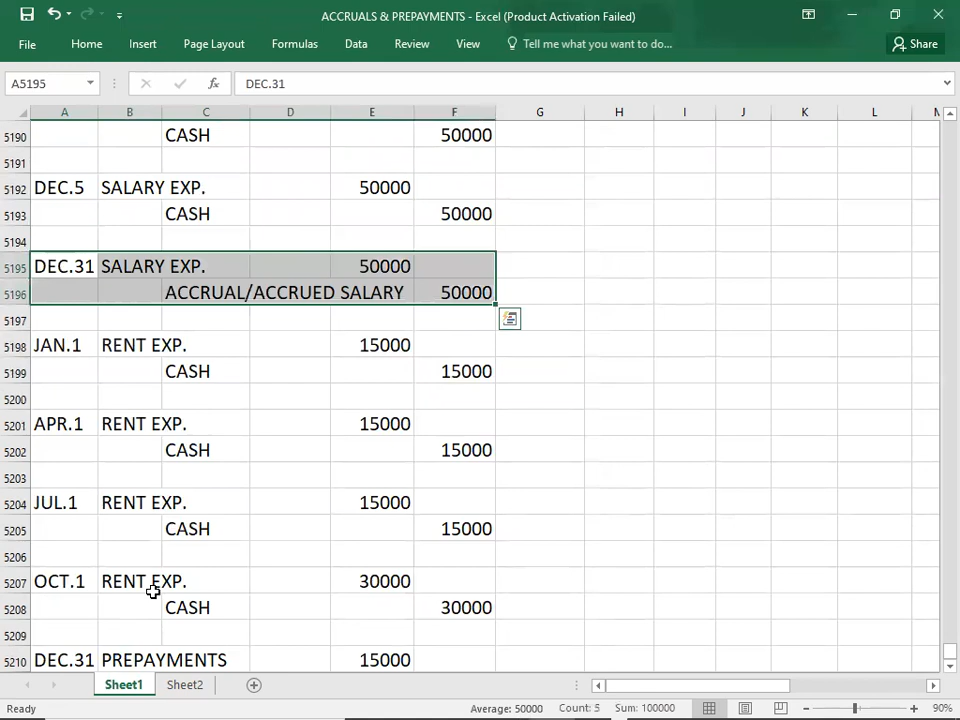 ACCRUALS & PREPAYMENTS - Excel (Product Activation Failed)
File Home Insert Page Layout Formulas Data Review View Tell me what you want to do... Share
A5195 fx DEC.31
A B C D E F G H I J K L M
5190 CASH 50000
5191
5192 DEC.5 SALARY EXP. 50000
5193 CASH 50000
5194
5195 DEC.31 SALARY EXP. 50000
5196 ACCRUAL/ACCRUED SALARY 50000
5197
5198 JAN.1 RENT EXP. 15000
5199 CASH 15000
5200
5201 APR.1 RENT EXP. 15000
5202 CASH 15000
5203
5204 JUL.1 RENT EXP. 15000
5205 CASH 15000
5206
5207 OCT.1 RENT EXP. 30000
5208 CASH 30000
5209
5210 DEC.31 PREPAYMENTS 15000
Sheet1 Sheet2
Ready Average: 50000 Count: 5 Sum: 100000 90%